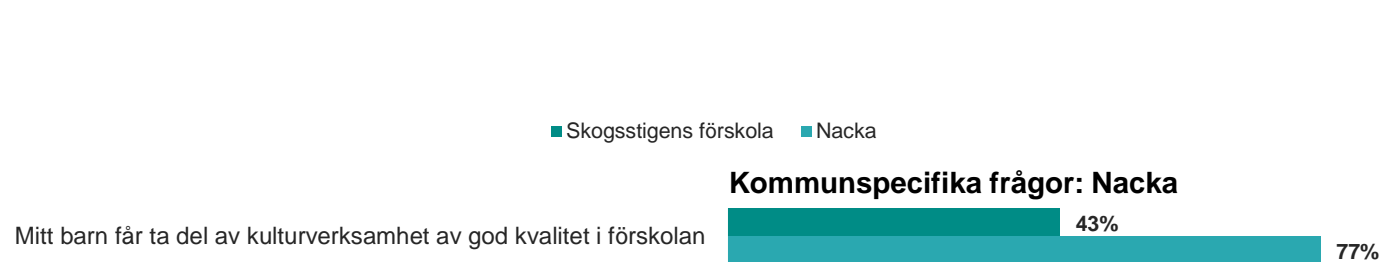 Skogsstigens förskola Nacka
Kommunspecifika frågor: Nacka
43%
Mitt barn får ta del av kulturverksamhet av god kvalitet i förskolan
77%